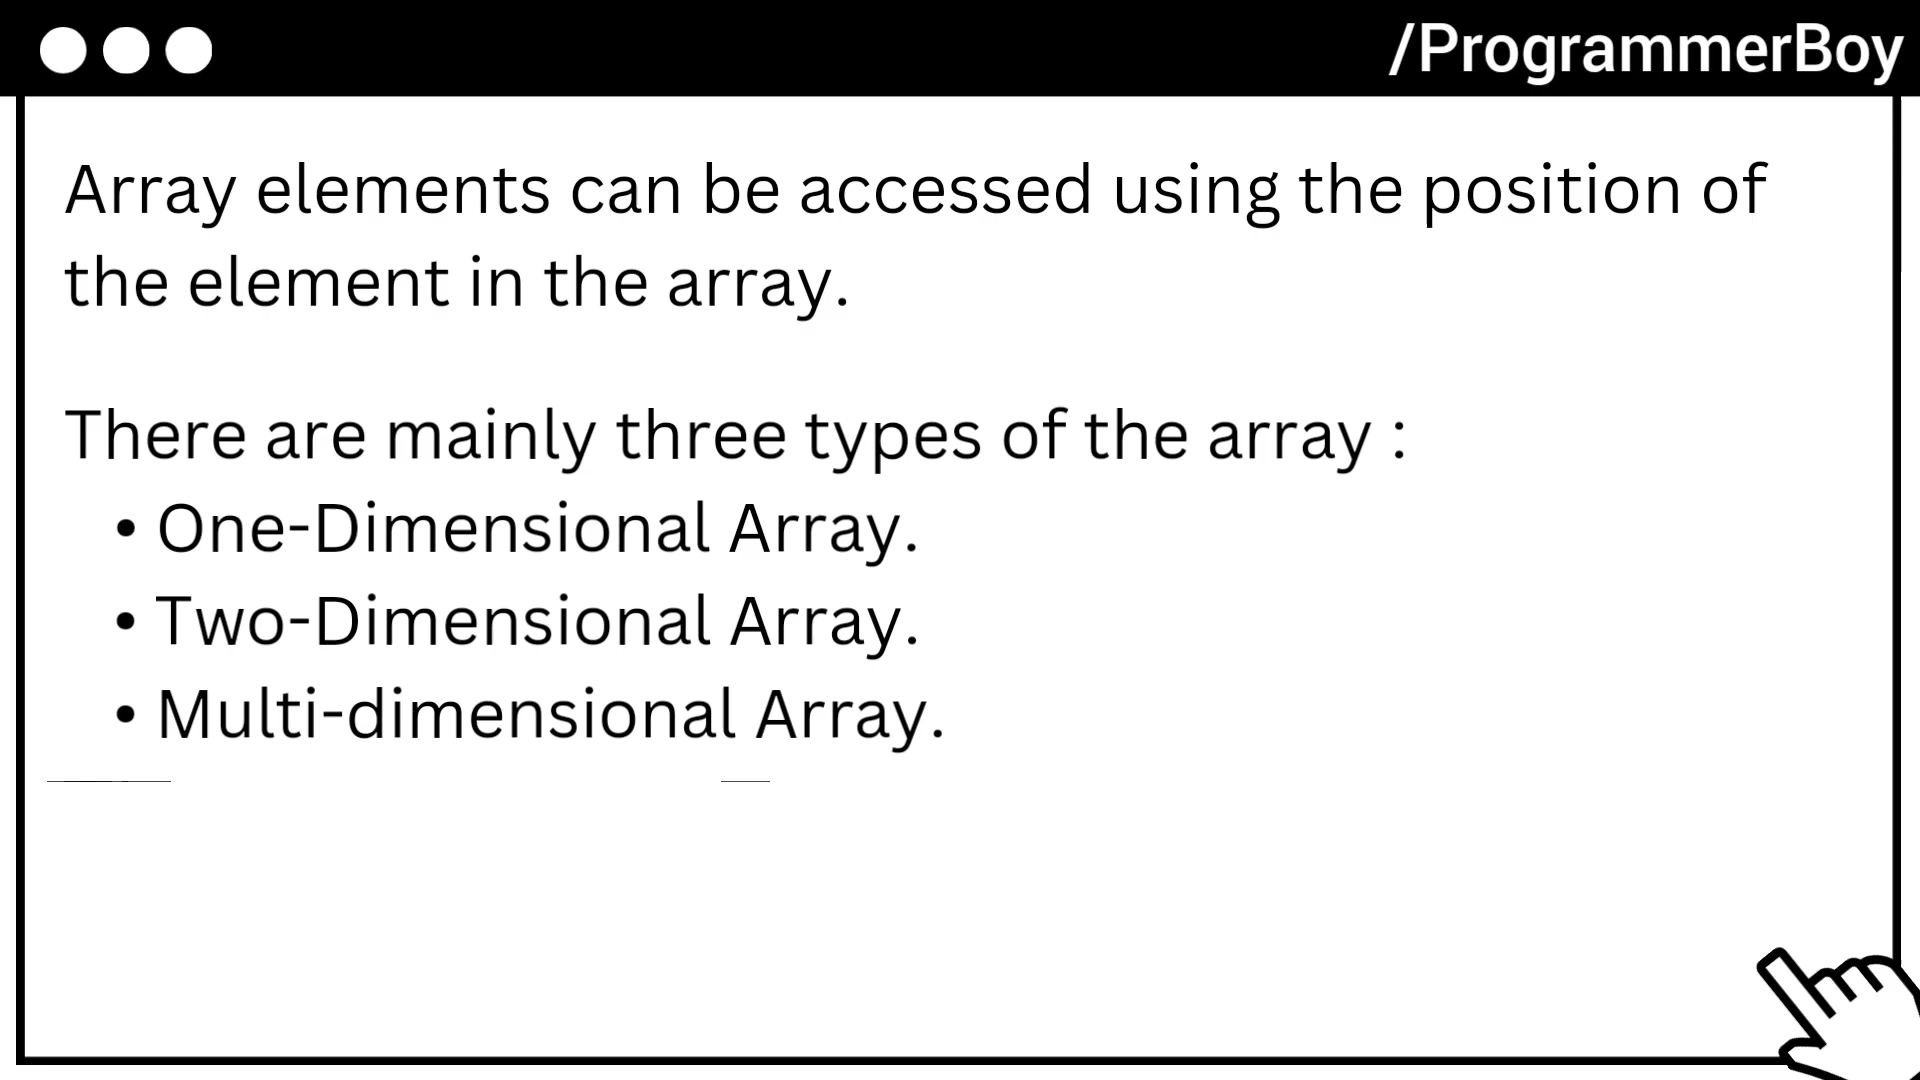 /ProgrammerBoy
Array elements can be accessed using the position of
the element in the array.
There are mainly three types of the array :
• One-Dimensional Array.
• Two-Dimensional Array.
• Multi-dimensional Array.